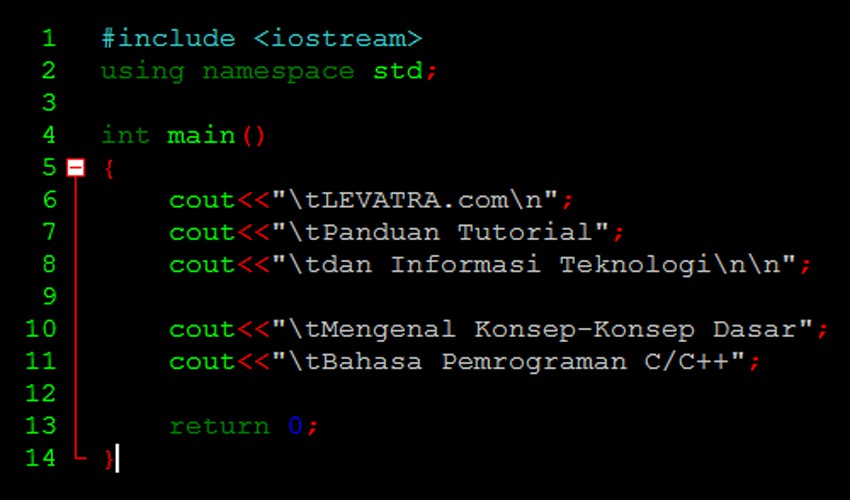 1 #include <iostream>
2 using namespace std;
3
4 int main()
5 {
6 cout<<"\tLEVATRA.com\n";
7 cout<<"\tPanduan Tutorial";
8 cout<<"\tdan Informasi Teknologi\n\n";
9
10 cout<<"\tMengenal Konsep-Konsep Dasar";
11 cout<<"\tBahasa Pemrograman C/C++";
12
13 return 0;
14 }